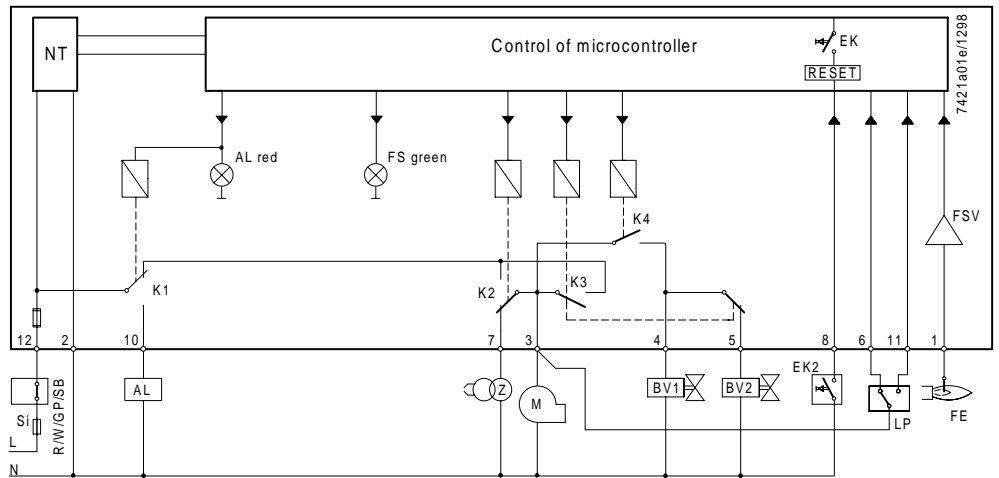 NT
Control of microcontroller
EK
RESET
7421a01e/1298
AL red
FS green
FSV
K4
K1
K2
K3
12
2
10
7
3
4
5
8
6
11
1
EK2
AL
Z
M
BV1
BV2
LP
FE
Si
R/W/GP/SB
L
N